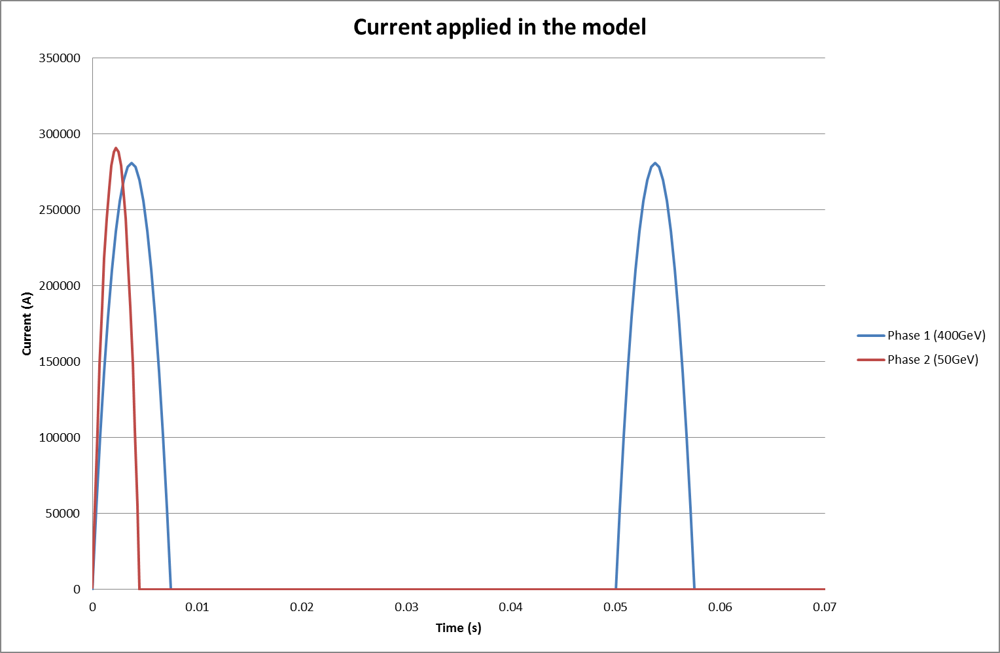 Current applied in the model
350000
300000
250000
200000
150000
100000
50000
0
Current (A)
0 0.01 0.02 0.03 0.04 0.05 0.06 0.07
Time (s)
Phase 1 (400GeV)
Phase 2 (50GeV)